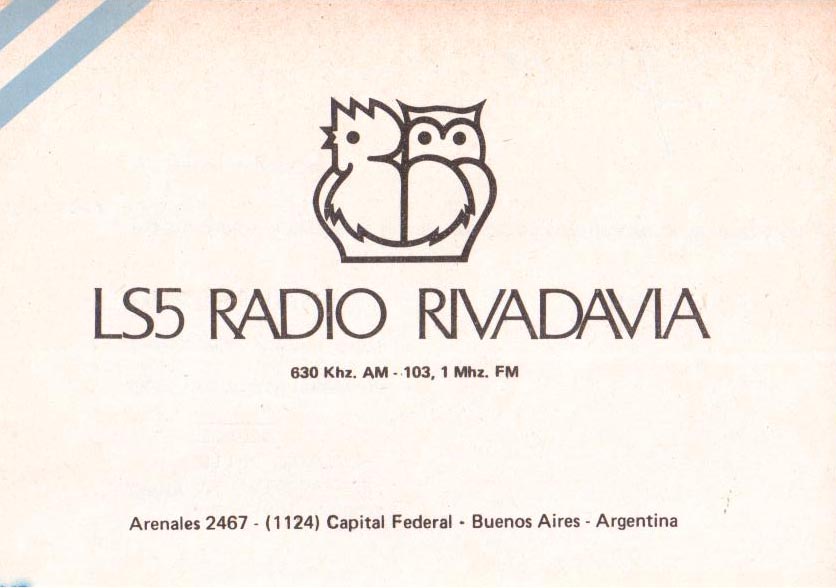 LS5 RADIO RIVADAVIA
630 Khz. AM - 103, 1 Mhz. FM
Arenales 2467 - (1124) Capital Federal - Buenos Aires - Argentina